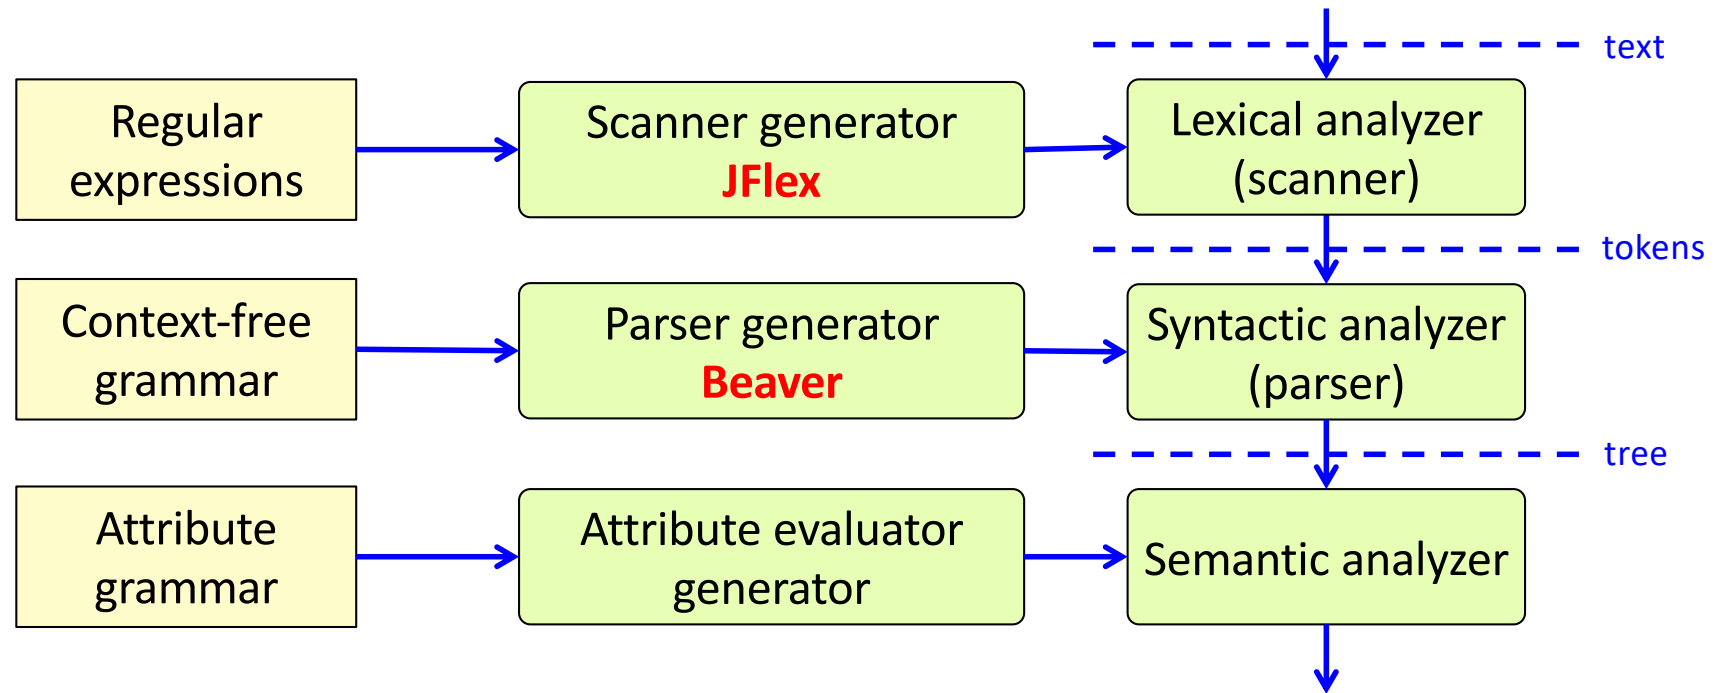 text
Regular
expressions
Scanner generator
JFlex
Lexical analyzer
(scanner)
tokens
Context-free
grammar
Parser generator
Beaver
Syntactic analyzer
(parser)
tree
Attribute
grammar
Attribute evaluator
generator
Semantic analyzer